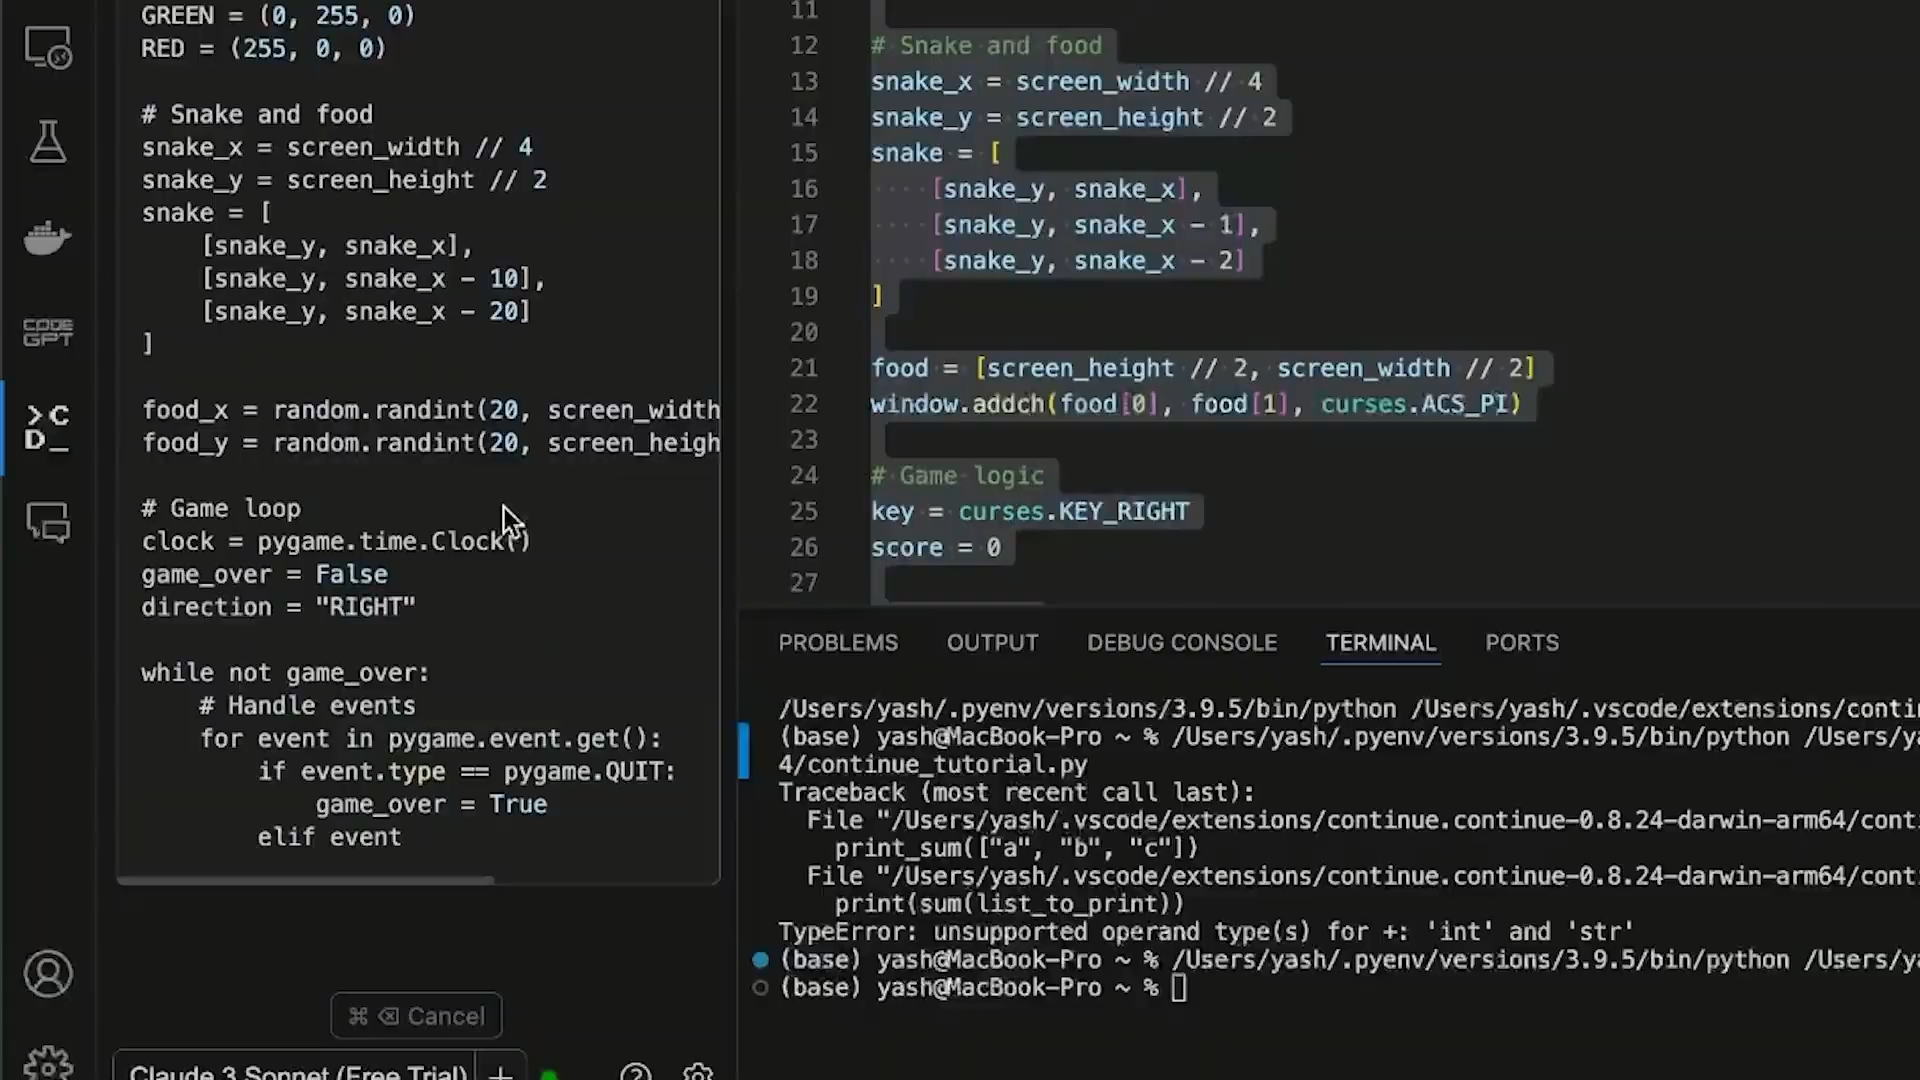 GREEN = (0, 255, 0)
RED = (255, 0, 0)
# Snake and food
snake_x = screen_width // 4
snake_y = screen_height // 2
snake = [
[snake_y, snake_x],
[snake_y, snake_x - 10],
[snake_y, snake_x - 20]
]
food_x = random.randint(20, screen_width
food_y = random.randint(20, screen_heigh
# Game loop
clock = pygame.time.Clock()
game_over = False
direction = "RIGHT"
while not game_over:
# Handle events
for event in pygame.event.get():
if event.type == pygame.QUIT:
game_over = True
elif event
⌘ ⌫ Cancel
Claude 3 Sonnet (Free Trial)
CODE
GPT
>C
D_
11
12 # Snake and food
13 snake_x = screen_width // 4
14 snake_y = screen_height // 2
15 snake = [
16 [snake_y, snake_x],
17 [snake_y, snake_x - 1],
18 [snake_y, snake_x - 2]
19 ]
20
21 food = [screen_height // 2, screen_width // 2]
22 window.addch(food[0], food[1], curses.ACS_PI)
23
24 # Game logic
25 key = curses.KEY_RIGHT
26 score = 0
27
PROBLEMS OUTPUT DEBUG CONSOLE TERMINAL PORTS
/Users/yash/.pyenv/versions/3.9.5/bin/python /Users/yash/.vscode/extensions/conti
(base) yash@MacBook-Pro ~ % /Users/yash/.pyenv/versions/3.9.5/bin/python /Users/y
4/continue_tutorial.py
Traceback (most recent call last):
File "/Users/yash/.vscode/extensions/continue.continue-0.8.24-darwin-arm64/cont
print_sum(["a", "b", "c"])
File "/Users/yash/.vscode/extensions/continue.continue-0.8.24-darwin-arm64/cont
print(sum(list_to_print))
TypeError: unsupported operand type(s) for +: 'int' and 'str'
(base) yash@MacBook-Pro ~ % /Users/yash/.pyenv/versions/3.9.5/bin/python /Users/y
(base) yash@MacBook-Pro ~ %